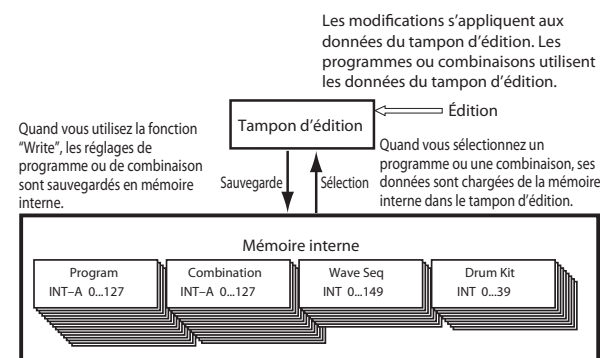 Les modifications s’appliquent aux
données du tampon d’édition. Les
programmes ou combinaisons utilisent
les données du tampon d’édition.
Édition
Tampon d’édition
Quand vous utilisez la fonction
“Write”, les réglages de
programme ou de combinaison
sont sauvegardés en mémoire
interne.
Sauvegarde
Sélection
Quand vous sélectionnez un
programme ou une combinaison, ses
données sont chargées de la mémoire
interne dans le tampon d’édition.
Mémoire interne
Program
INT–A 0...127
Combination
INT–A 0...127
Wave Seq
INT 0...149
Drum Kit
INT 0...39